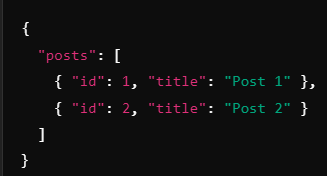 {
  "posts": [
    { "id": 1, "title": "Post 1" },
    { "id": 2, "title": "Post 2" }
  ]
}